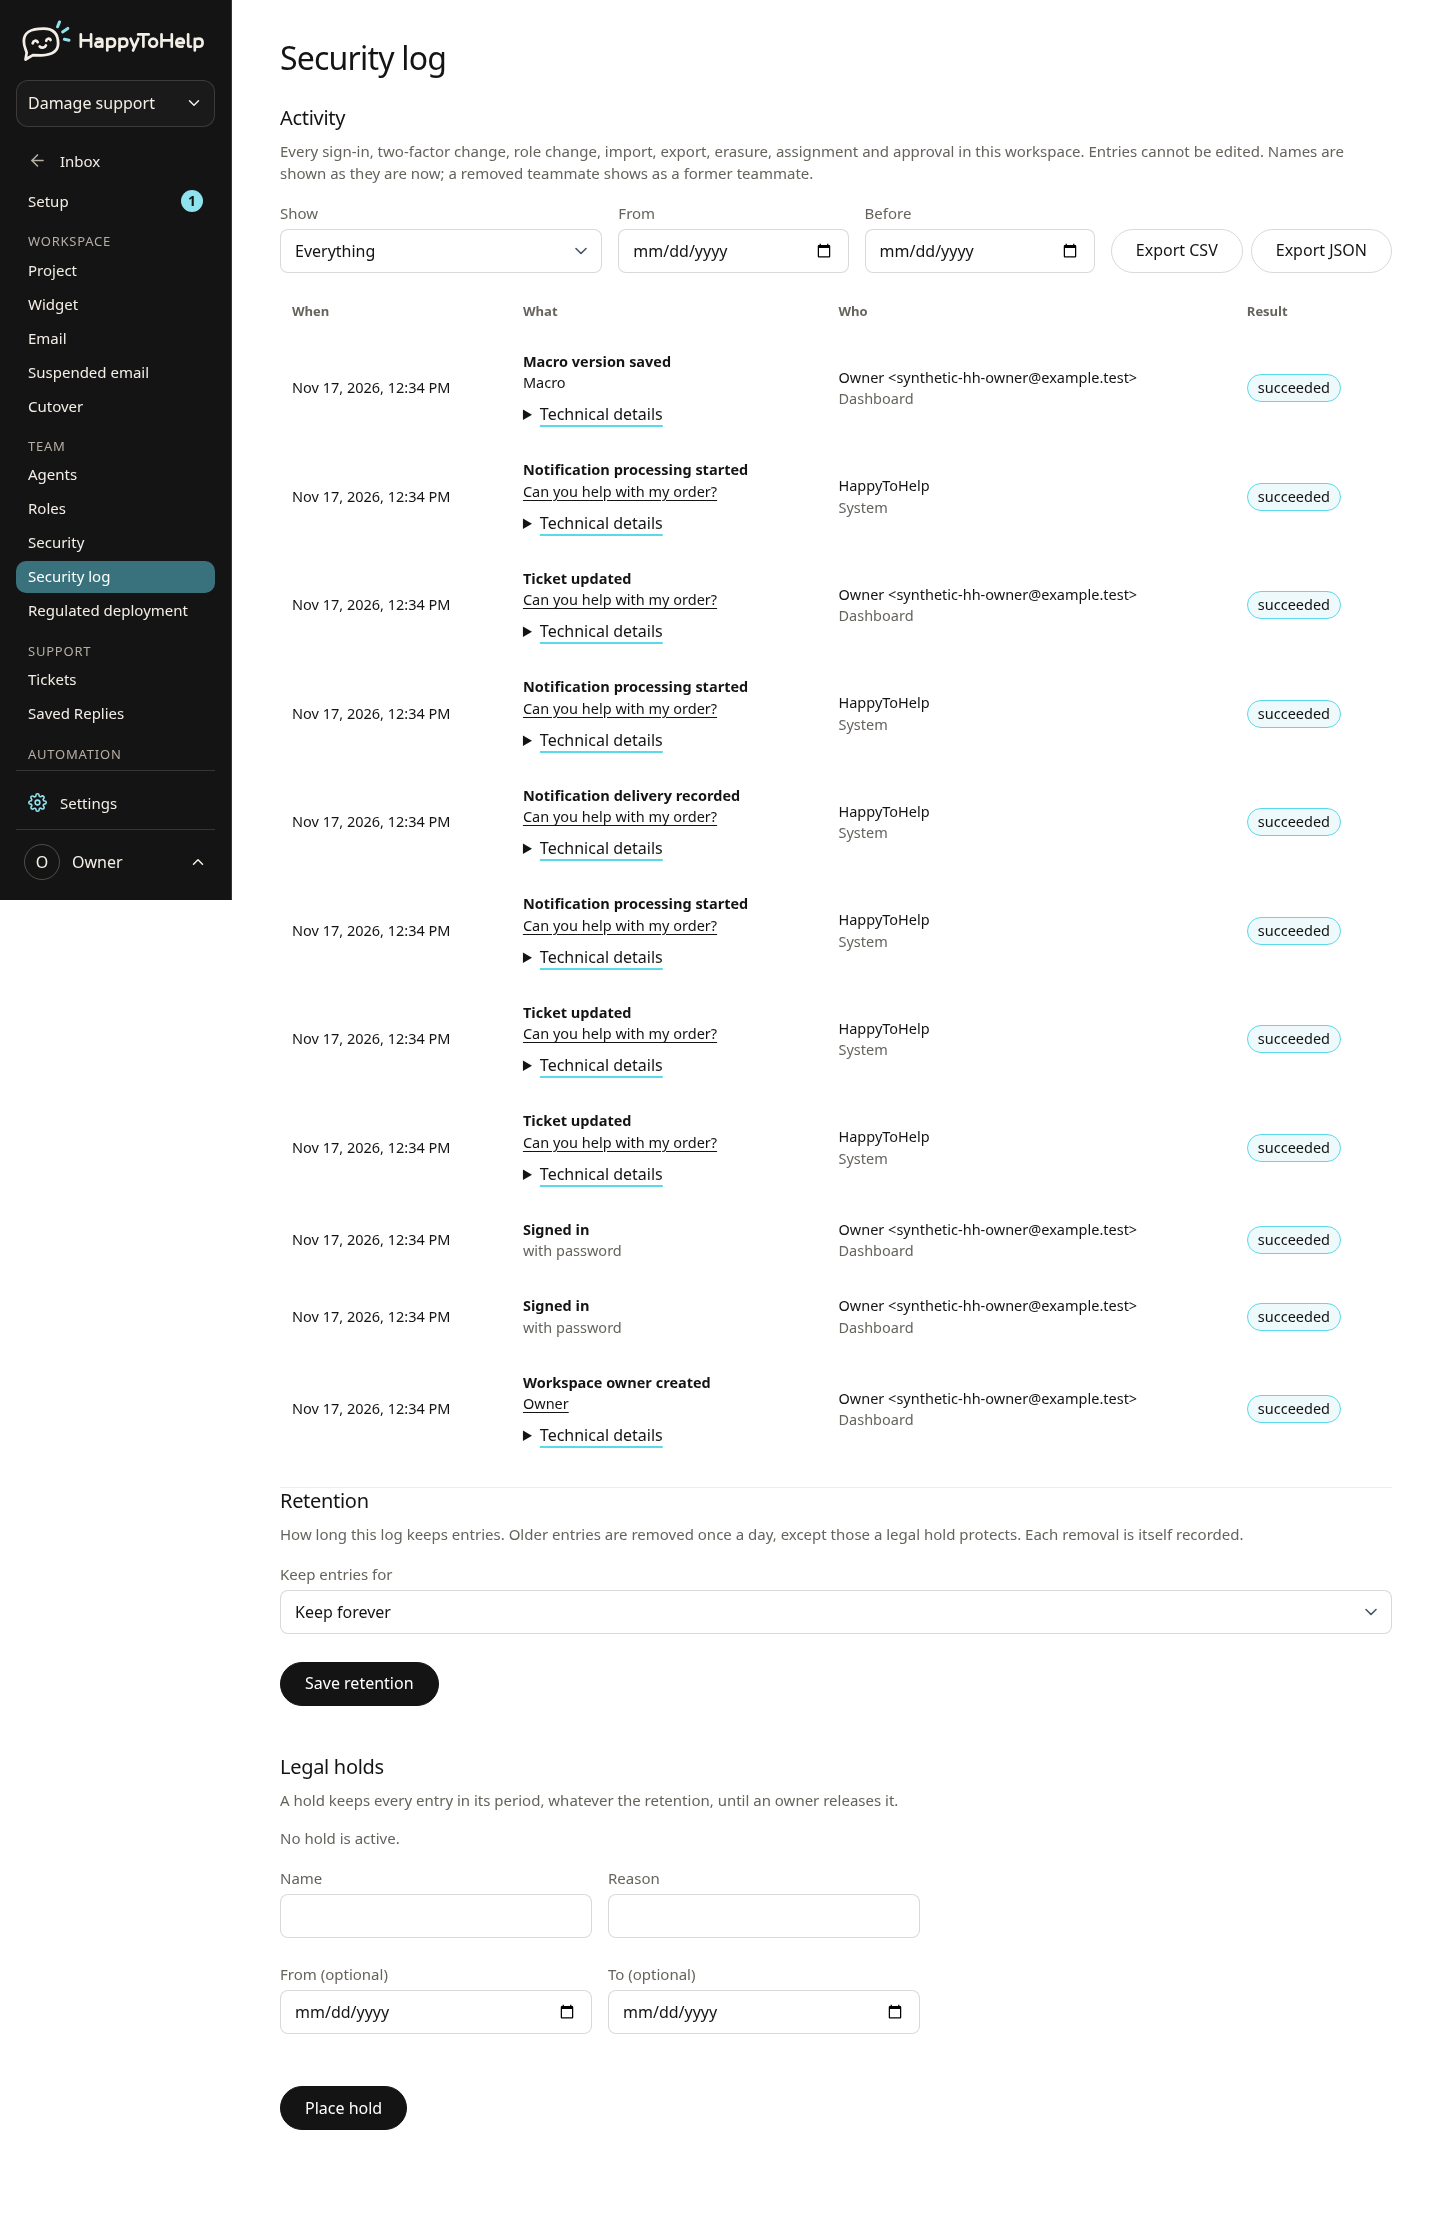 HappyToHelp
Damage support
Inbox
Setup 1
WORKSPACE
Project
Widget
Email
Suspended email
Cutover
TEAM
Agents
Roles
Security
Security log
Regulated deployment
SUPPORT
Tickets
Saved Replies
AUTOMATION
Settings
O Owner
Security log
Activity
Every sign-in, two-factor change, role change, import, export, erasure, assignment and approval in this workspace. Entries cannot be edited. Names are
shown as they are now; a removed teammate shows as a former teammate.
Show From Before
Everything mm/dd/yyyy mm/dd/yyyy Export CSV Export JSON
When What Who Result
Nov 17, 2026, 12:34 PM
Macro version saved
Macro
Technical details
Owner <synthetic-hh-owner@example.test>
Dashboard
succeeded
Nov 17, 2026, 12:34 PM
Notification processing started
Can you help with my order?
Technical details
HappyToHelp
System
succeeded
Nov 17, 2026, 12:34 PM
Ticket updated
Can you help with my order?
Technical details
Owner <synthetic-hh-owner@example.test>
Dashboard
succeeded
Nov 17, 2026, 12:34 PM
Notification processing started
Can you help with my order?
Technical details
HappyToHelp
System
succeeded
Nov 17, 2026, 12:34 PM
Notification delivery recorded
Can you help with my order?
Technical details
HappyToHelp
System
succeeded
Nov 17, 2026, 12:34 PM
Notification processing started
Can you help with my order?
Technical details
HappyToHelp
System
succeeded
Nov 17, 2026, 12:34 PM
Ticket updated
Can you help with my order?
Technical details
HappyToHelp
System
succeeded
Nov 17, 2026, 12:34 PM
Ticket updated
Can you help with my order?
Technical details
HappyToHelp
System
succeeded
Nov 17, 2026, 12:34 PM
Signed in
with password
Owner <synthetic-hh-owner@example.test>
Dashboard
succeeded
Nov 17, 2026, 12:34 PM
Signed in
with password
Owner <synthetic-hh-owner@example.test>
Dashboard
succeeded
Nov 17, 2026, 12:34 PM
Workspace owner created
Owner
Technical details
Owner <synthetic-hh-owner@example.test>
Dashboard
succeeded
Retention
How long this log keeps entries. Older entries are removed once a day, except those a legal hold protects. Each removal is itself recorded.
Keep entries for
Keep forever
Save retention
Legal holds
A hold keeps every entry in its period, whatever the retention, until an owner releases it.
No hold is active.
Name Reason
From (optional) To (optional)
mm/dd/yyyy mm/dd/yyyy
Place hold